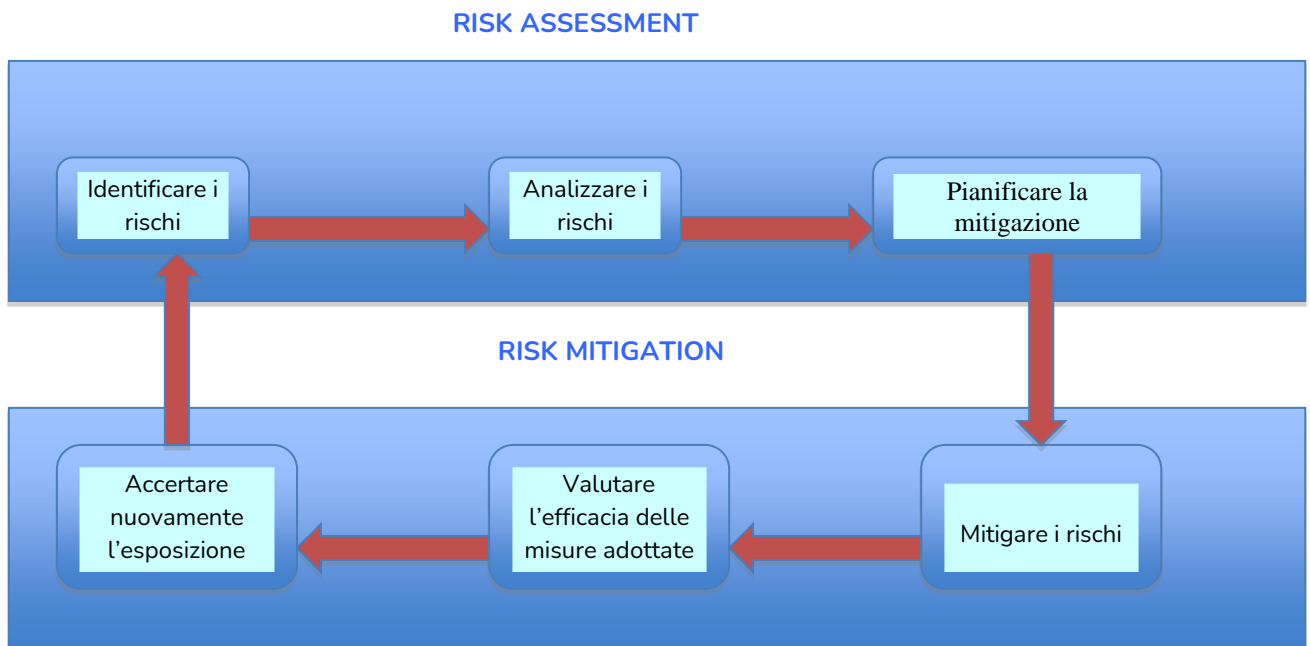 RISK ASSESSMENT
Identificare i
rischi
Analizzare i
rischi
Pianificare la
mitigazione
RISK MITIGATION
Accertare
nuovamente
l’esposizione
Valutare
l’efficacia delle
misure adottate
Mitigare i rischi